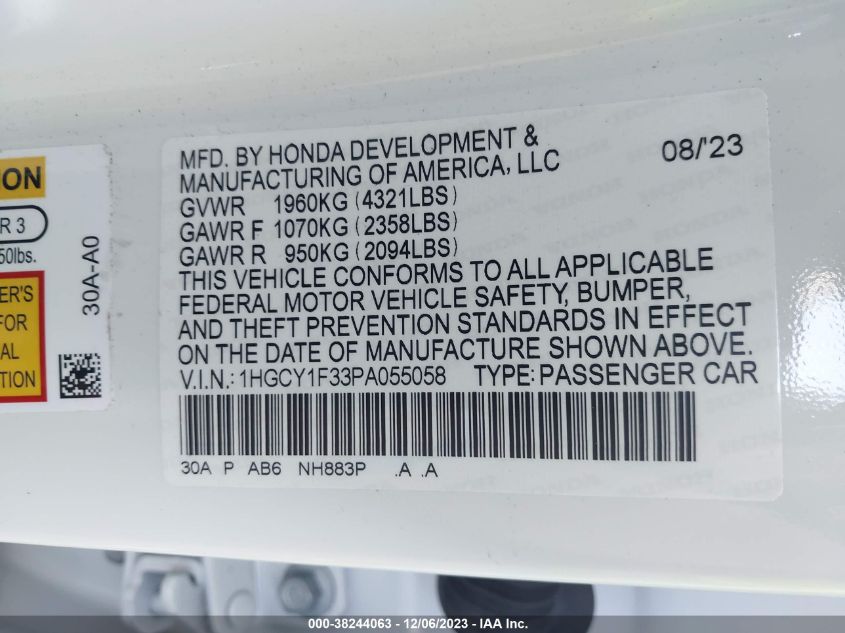 ION
R 3
50lbs.
ER'S
FOR
AL
TION
30A-A0
MFD. BY HONDA DEVELOPMENT &
MANUFACTURING OF AMERICA, LLC
08/'23
GVWR 1960KG (4321LBS)
GAWR F 1070KG (2358LBS)
GAWR R 950KG (2094LBS)
THIS VEHICLE CONFORMS TO ALL APPLICABLE
FEDERAL MOTOR VEHICLE SAFETY, BUMPER,
AND THEFT PREVENTION STANDARDS IN EFFECT
ON THE DATE OF MANUFACTURE SHOWN ABOVE.
V.I.N.: 1HGCY1F33PA055058 TYPE: PASSENGER CAR
30A P AB6 NH883P .A .A
000-38244063 - 12/06/2023 - IAA Inc.